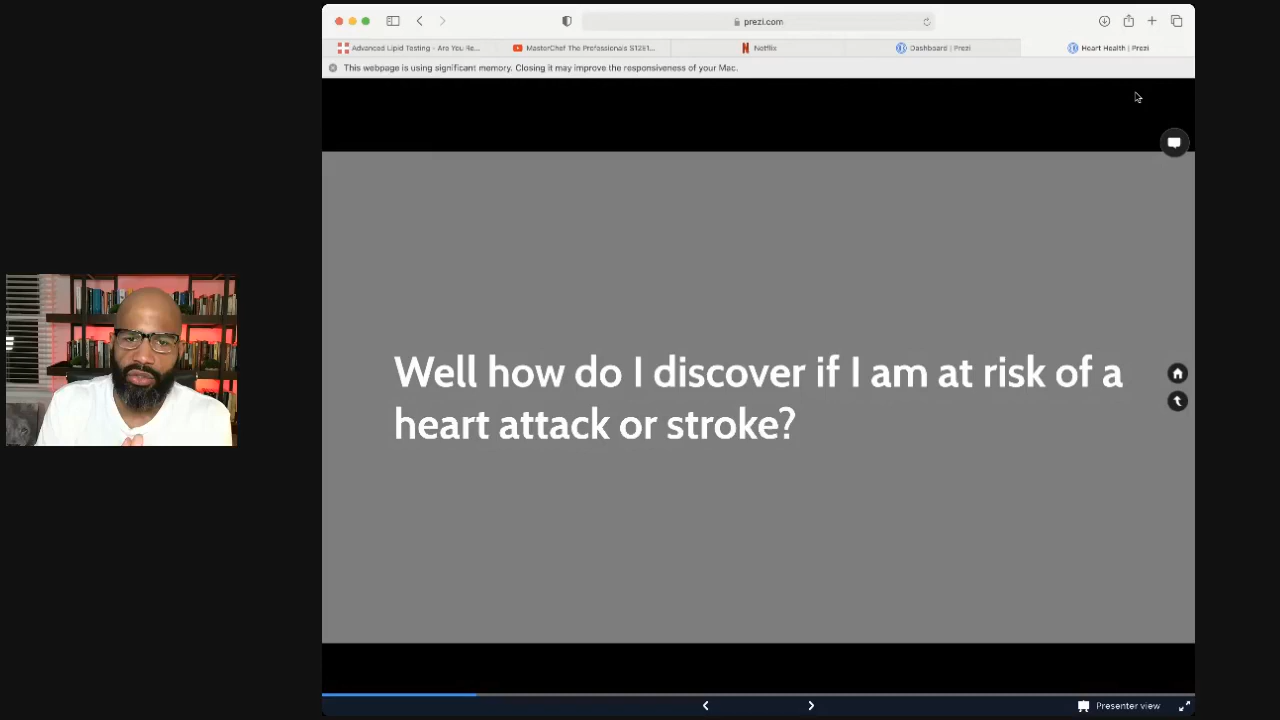 prezi.com
Advanced Lipid Testing - Are You Re...
MasterChef The Professionals S12E1...
Netflix
Dashboard | Prezi
Heart Health | Prezi
This webpage is using significant memory. Closing it may improve the responsiveness of your Mac.
Well how do I discover if I am at risk of a
heart attack or stroke?
Presenter view